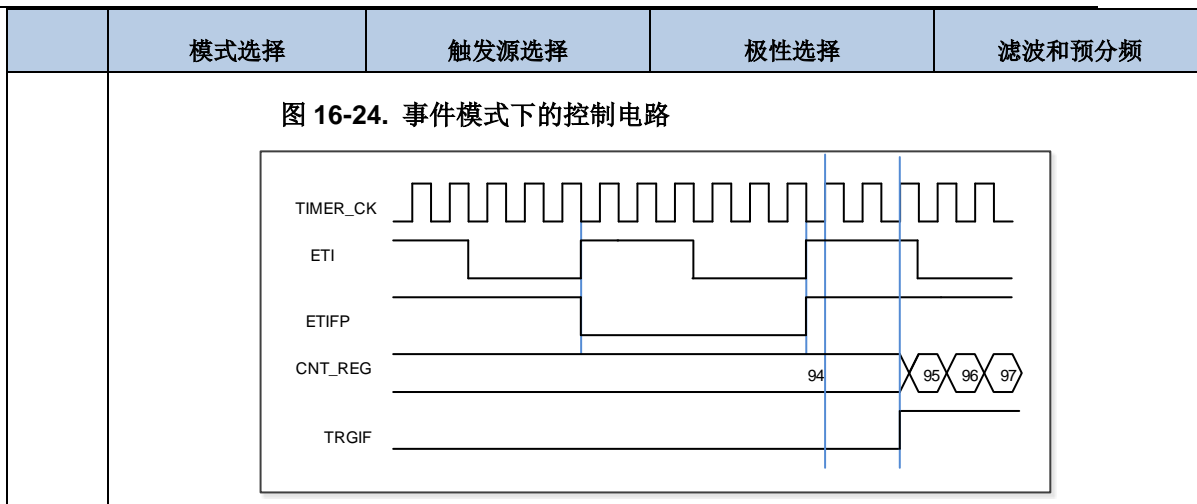 模式选择 触发源选择 极性选择 滤波和预分频
图 16-24. 事件模式下的控制电路
TIMER_CK
ETI
ETIFP
CNT_REG 94 95 96 97
TRGIF